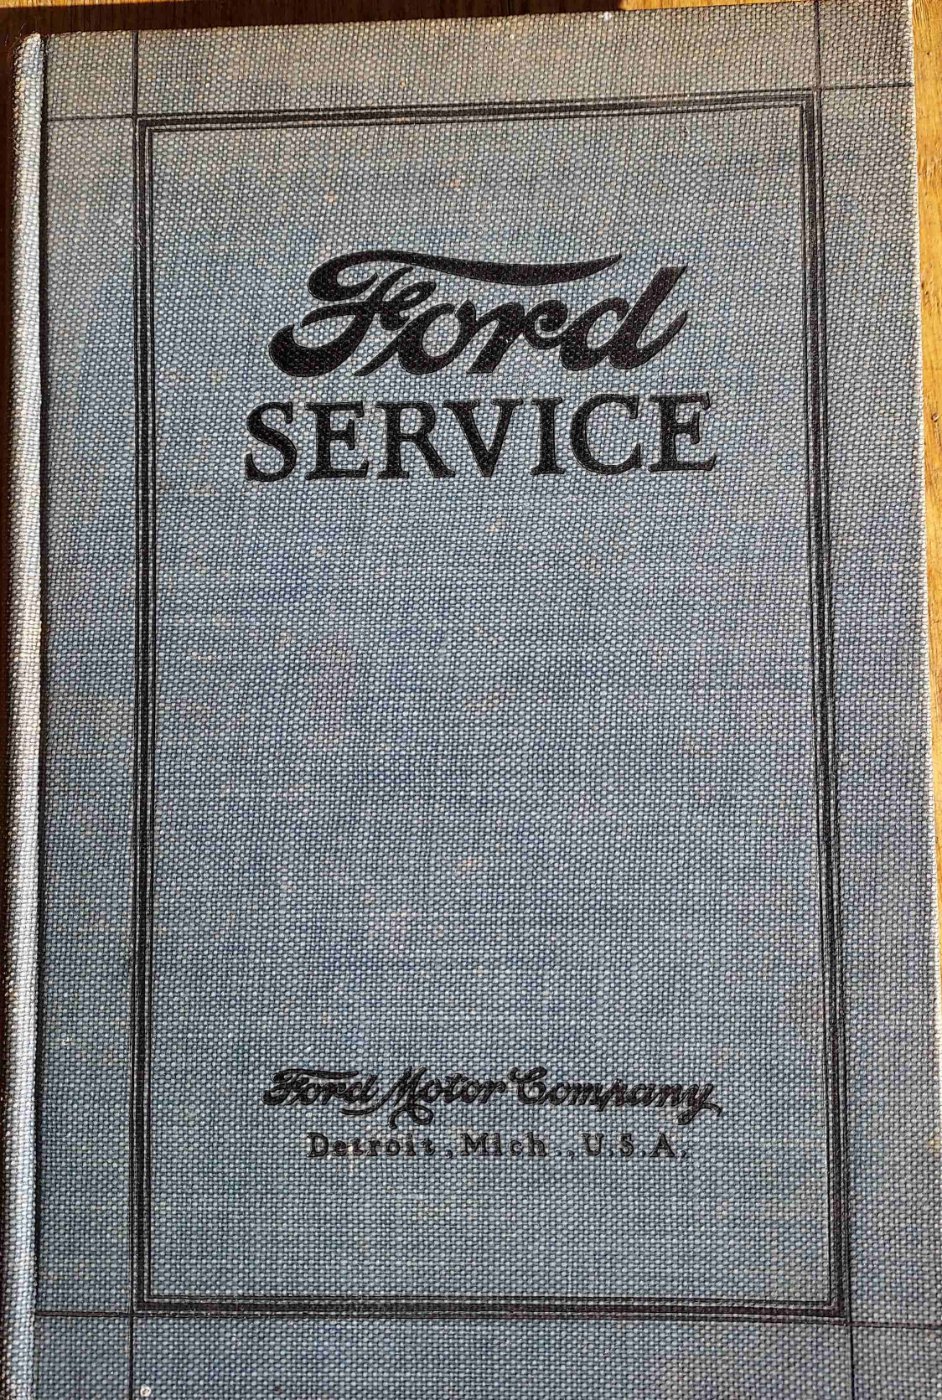 Ford
SERVICE
Ford Motor Company
Detroit, Mich., U.S.A.